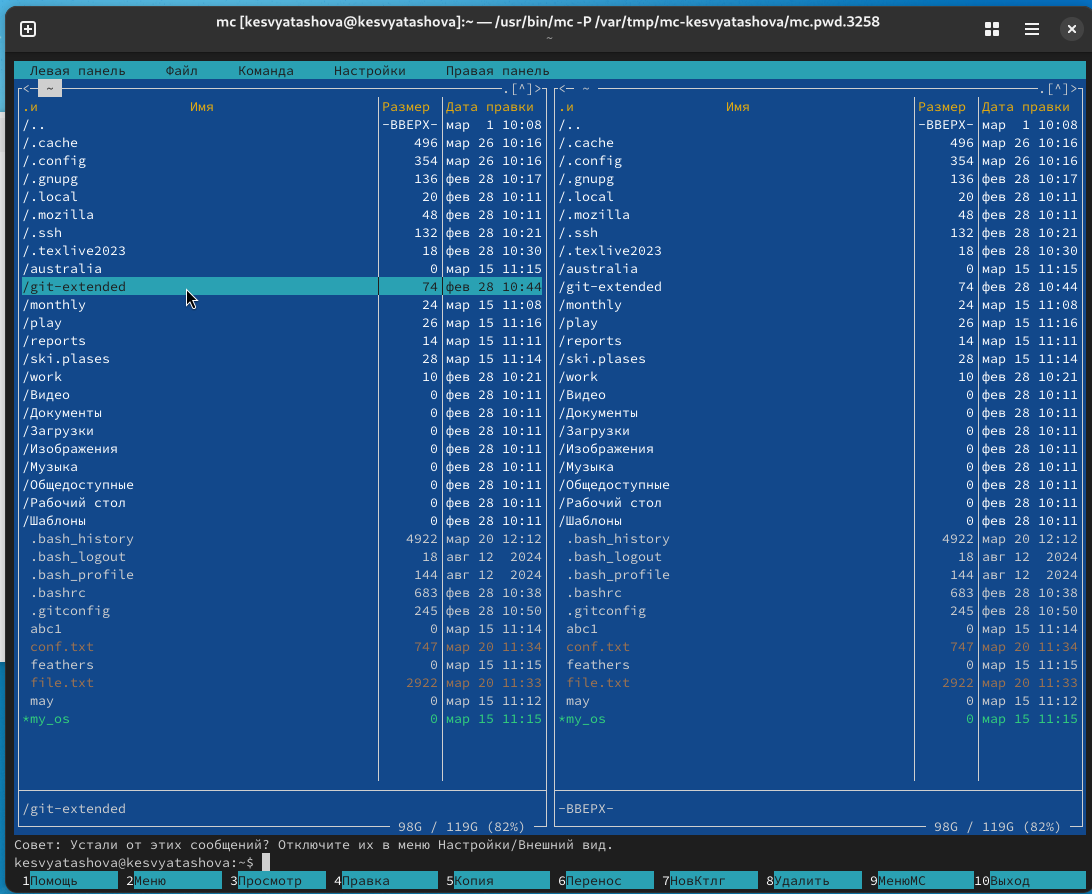 mc [kesvyatashova@kesvyatashova]:~ — /usr/bin/mc -P /var/tmp/mc-kesvyatashova/mc.pwd.3258
~
Левая панель Файл Команда Настройки Правая панель
<─ ~ .[^]> <─ ~ .[^]>
.и Имя Размер Дата правки .и Имя Размер Дата правки
/.. -ВВЕРХ- мар 1 10:08 /.. -ВВЕРХ- мар 1 10:08
/.cache 496 мар 26 10:16 /.cache 496 мар 26 10:16
/.config 354 мар 26 10:16 /.config 354 мар 26 10:16
/.gnupg 136 фев 28 10:17 /.gnupg 136 фев 28 10:17
/.local 20 фев 28 10:11 /.local 20 фев 28 10:11
/.mozilla 48 фев 28 10:11 /.mozilla 48 фев 28 10:11
/.ssh 132 фев 28 10:21 /.ssh 132 фев 28 10:21
/.texlive2023 18 фев 28 10:30 /.texlive2023 18 фев 28 10:30
/australia 0 мар 15 11:15 /australia 0 мар 15 11:15
/git-extended 74 фев 28 10:44 /git-extended 74 фев 28 10:44
/monthly 24 мар 15 11:08 /monthly 24 мар 15 11:08
/play 26 мар 15 11:16 /play 26 мар 15 11:16
/reports 14 мар 15 11:11 /reports 14 мар 15 11:11
/ski.plases 28 мар 15 11:14 /ski.plases 28 мар 15 11:14
/work 10 фев 28 10:21 /work 10 фев 28 10:21
/Видео 0 фев 28 10:11 /Видео 0 фев 28 10:11
/Документы 0 фев 28 10:11 /Документы 0 фев 28 10:11
/Загрузки 0 фев 28 10:11 /Загрузки 0 фев 28 10:11
/Изображения 0 фев 28 10:11 /Изображения 0 фев 28 10:11
/Музыка 0 фев 28 10:11 /Музыка 0 фев 28 10:11
/Общедоступные 0 фев 28 10:11 /Общедоступные 0 фев 28 10:11
/Рабочий стол 0 фев 28 10:11 /Рабочий стол 0 фев 28 10:11
/Шаблоны 0 фев 28 10:11 /Шаблоны 0 фев 28 10:11
.bash_history 4922 мар 20 12:12 .bash_history 4922 мар 20 12:12
.bash_logout 18 авг 12 2024 .bash_logout 18 авг 12 2024
.bash_profile 144 авг 12 2024 .bash_profile 144 авг 12 2024
.bashrc 683 фев 28 10:38 .bashrc 683 фев 28 10:38
.gitconfig 245 фев 28 10:50 .gitconfig 245 фев 28 10:50
abc1 0 мар 15 11:14 abc1 0 мар 15 11:14
conf.txt 747 мар 20 11:34 conf.txt 747 мар 20 11:34
feathers 0 мар 15 11:15 feathers 0 мар 15 11:15
file.txt 2922 мар 20 11:33 file.txt 2922 мар 20 11:33
may 0 мар 15 11:12 may 0 мар 15 11:12
*my_os 0 мар 15 11:15 *my_os 0 мар 15 11:15
/git-extended -ВВЕРХ-
98G / 119G (82%) 98G / 119G (82%)
Совет: Устали от этих сообщений? Отключите их в меню Настройки/Внешний вид.
kesvyatashova@kesvyatashova:~$
1Помощь 2Меню 3Просмотр 4Правка 5Копия 6Перенос 7НовКтлг 8Удалить 9МенюMC 10Выход